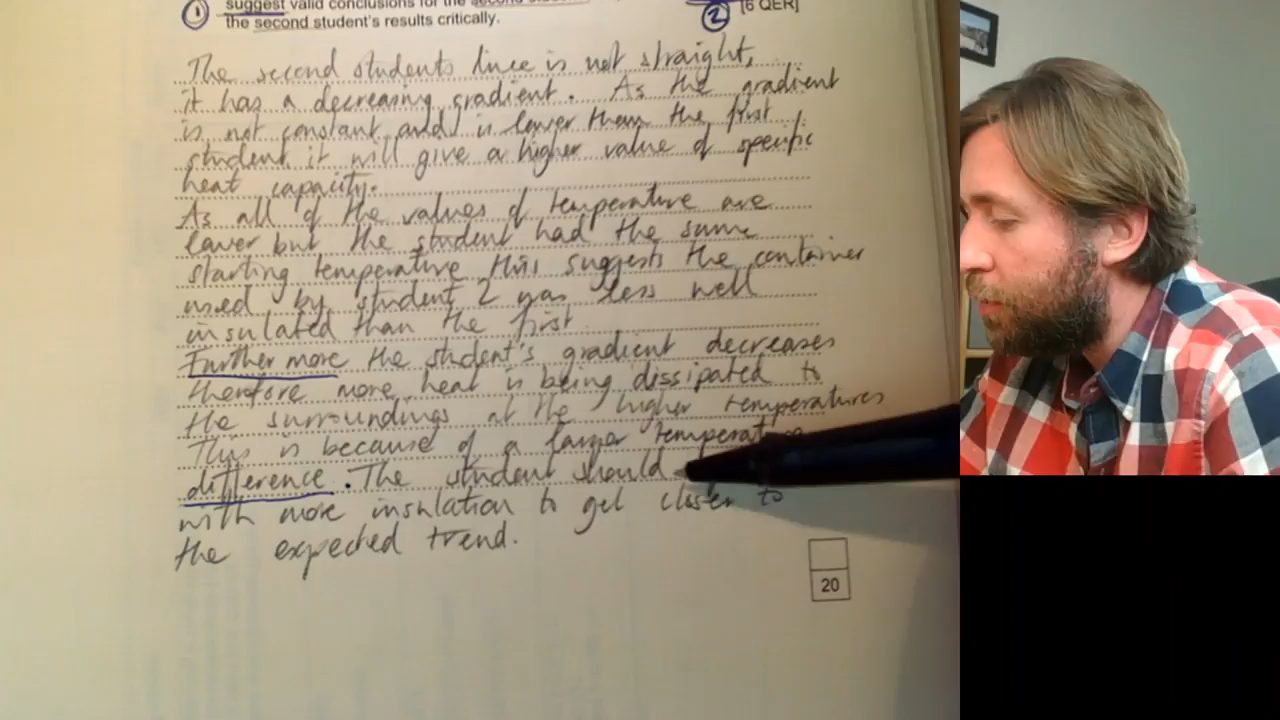 ① suggest valid conclusions for the second
the second student's results critically.
② [6 QER]
The second students line is not straight,
it has a decreasing gradient. As the gradient
is not constant and is lower than the first
student it will give a higher value of specific
heat capacity.
As all of the values of temperature are
lower but the student had the same
starting temperature this suggests the container
used by student 2 was less well
insulated than the first
Further more the student's gradient decreases
therefore more heat is being dissipated to
the surroundings at the higher temperatures
This is because of a larger temperature
difference. The student should
with more insulation to get closer to
the expected trend.
20